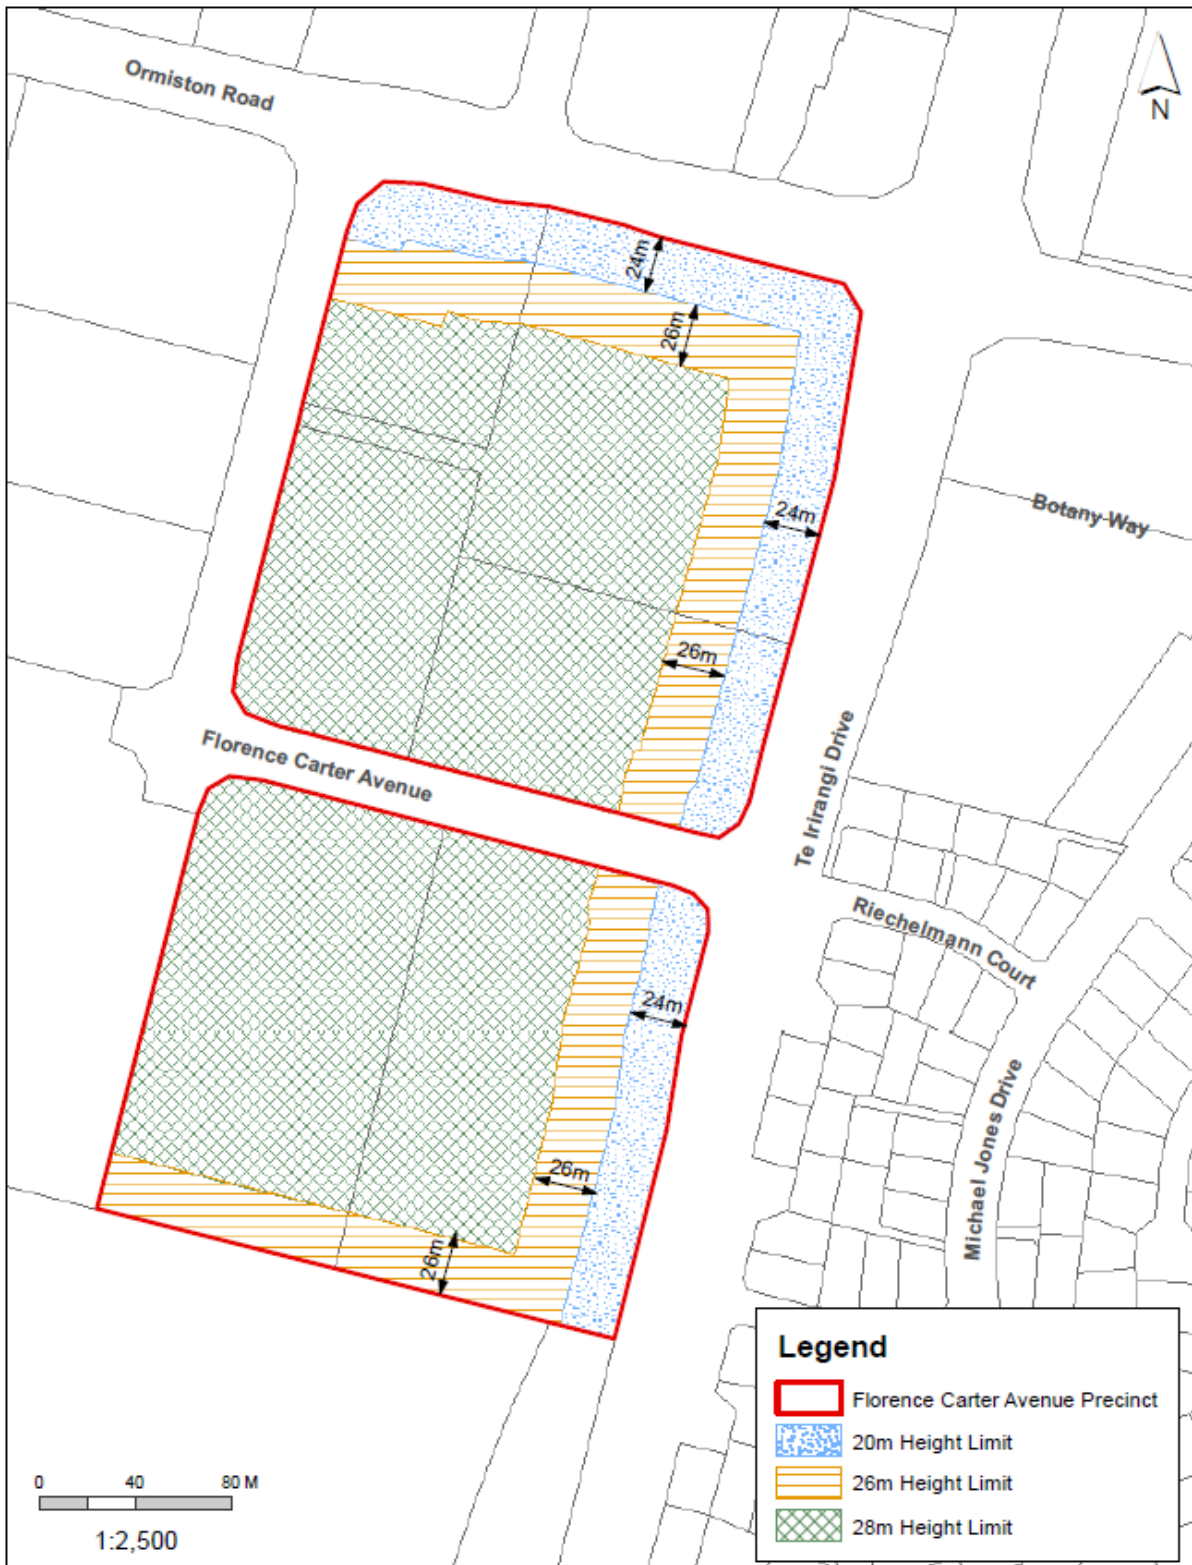 Ormiston Road
N
24m
26m
24m
Botany Way
26m
Florence Carter Avenue
Te Irirangi Drive
Riechelmann Court
24m
Michael Jones Drive
26m
26m
Legend
Florence Carter Avenue Precinct
20m Height Limit
26m Height Limit
28m Height Limit
0 40 80 M
1:2,500